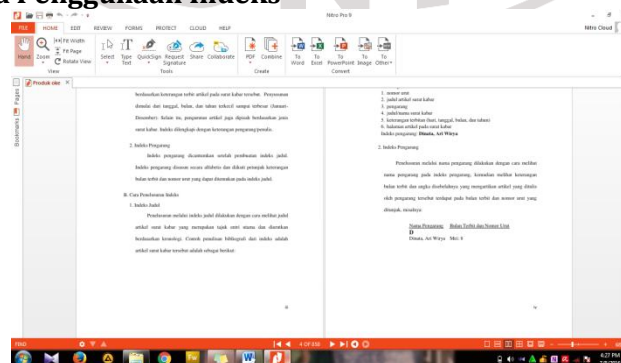 a Penggunaan Indeks
Nitro Pro 9
FILE HOME EDIT REVIEW FORMS PROTECT CLOUD HELP
Nitro Cloud
Hand Zoom Fit Width Fit Page Rotate View
Select Type Text QuickSign Request Signature Share Collaborate PDF Combine To Word To Excel To PowerPoint To Image To Other
View Tools Create Convert
Pages
Bookmarks
Produk oke
berdasarkan keterangan terbit artikel pada surat kabar tersebut. Penyusunan
dimulai dari tanggal, bulan, dan tahun terkecil sampai terbesar (Januari-
Desember). Selain itu, pengurutan artikel juga dipisah berdasarkan jenis
surat kabar. Indeks dilengkapi dengan keterangan pengarang/penulis.
2. Indeks Pengarang
Indeks pengarang dicantumkan setelah pembuatan indeks judul.
Indeks pengarang disusun secara alfabetis dan diikuti petunjuk keterangan
bulan terbit dan nomor urut yang dapat ditemukan pada indeks judul.
B. Cara Penelusuran Indeks
1. Indeks Judul
Penelusuran melalui indeks judul dilakukan dengan cara melihat judul
artikel surat kabar yang merupakan tajuk entri utama dan diurutkan
berdasarkan kronologi. Contoh penulisan bibliografi dari indeks adalah
artikel surat kabar tersebut adalah sebagai berikut:
1. nomor urut
2. judul artikel surat kabar
3. pengarang
4. judul/nama surat kabar
5. keterangan terbitan (hari, tanggal, bulan, dan tahun)
6. halaman artikel pada surat kabar
Indeks pengarang: Dinata, Ari Wirya
2. Indeks Pengarang
Penelusuran melalui nama pengarang dilakukan dengan cara melihat
nama pengarang pada indeks pengarang, kemudian melihat keterangan
bulan terbit dan angka disebelahnya yang mengartikan artikel yang ditulis
oleh pengarang tersebut terdapat pada bulan terbit dan nomor urut yang
ditunjuk, misalnya:
Nama Pengarang Bulan Terbit dan Nomor Urut
D
Dinata, Ari Wirya Mei: 6
FIND
4:27 PM